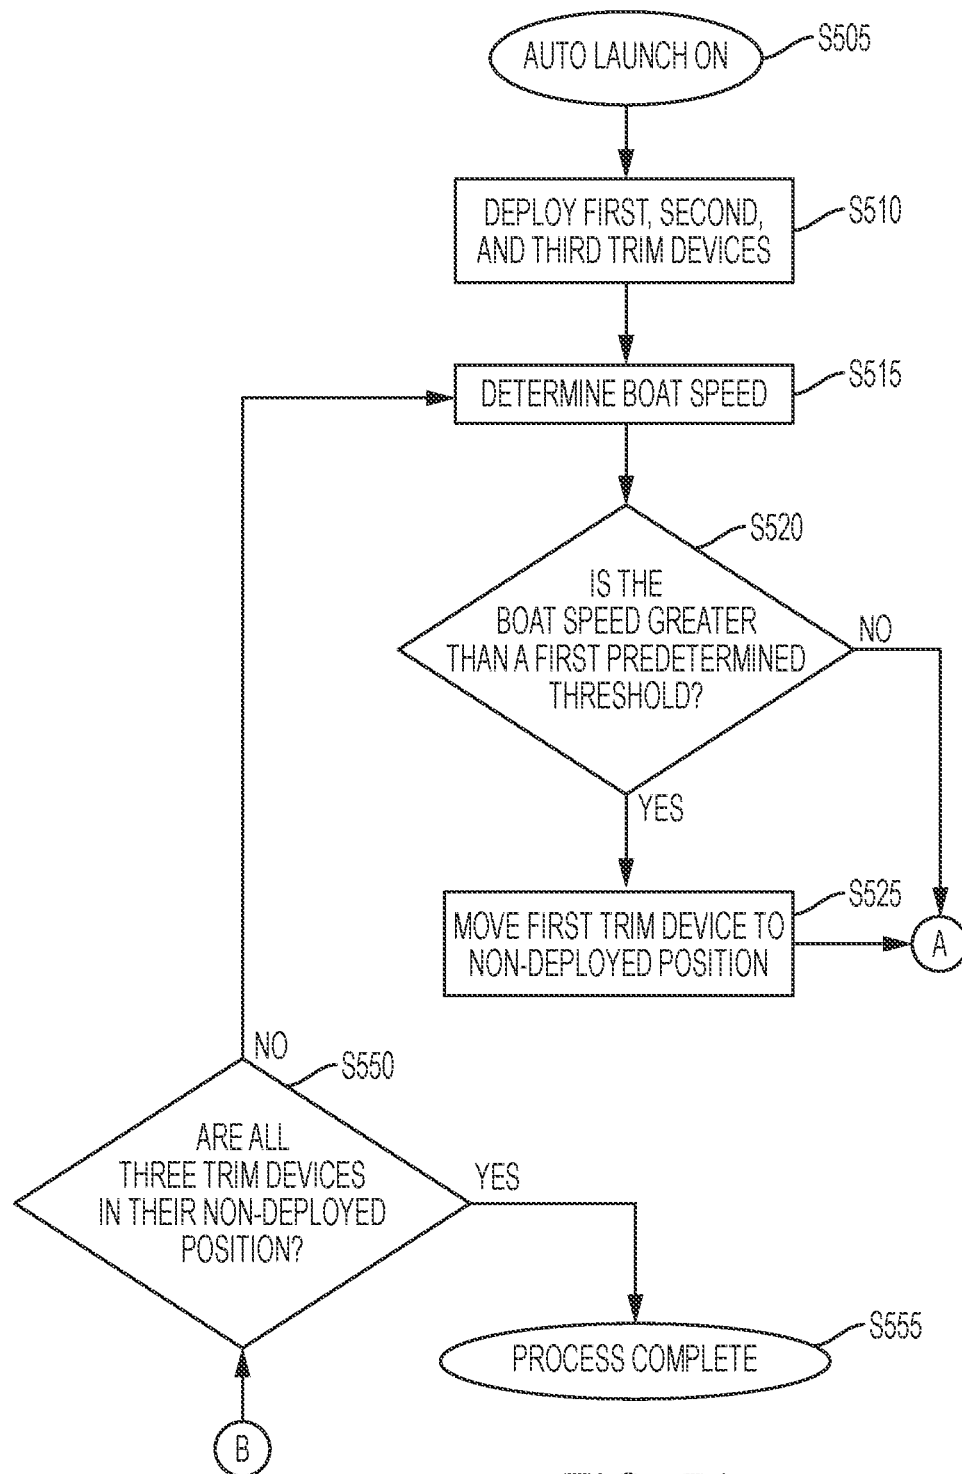 AUTO LAUNCH ON
S505
DEPLOY FIRST, SECOND,
AND THIRD TRIM DEVICES
S510
DETERMINE BOAT SPEED
S515
S520
IS THE
BOAT SPEED GREATER
THAN A FIRST PREDETERMINED
THRESHOLD?
NO
YES
MOVE FIRST TRIM DEVICE TO
NON-DEPLOYED POSITION
S525
A
NO
S550
ARE ALL
THREE TRIM DEVICES
IN THEIR NON-DEPLOYED
POSITION?
YES
PROCESS COMPLETE
S555
B